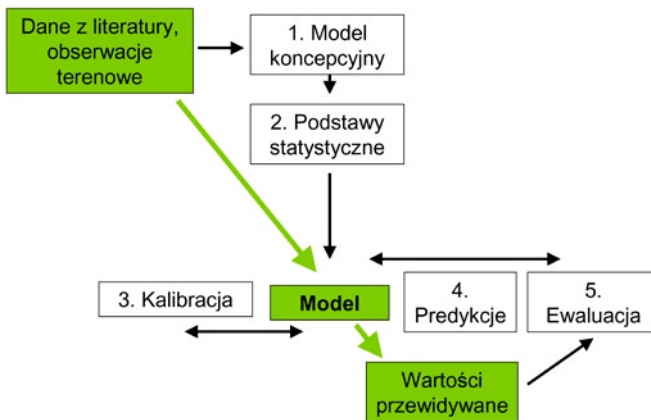 Dane z literatury,
obserwacje
terenowe
1. Model
koncepcyjny
2. Podstawy
statystyczne
3. Kalibracja
Model
4.
Predykcje
5.
Ewaluacja
Wartości
przewidywane